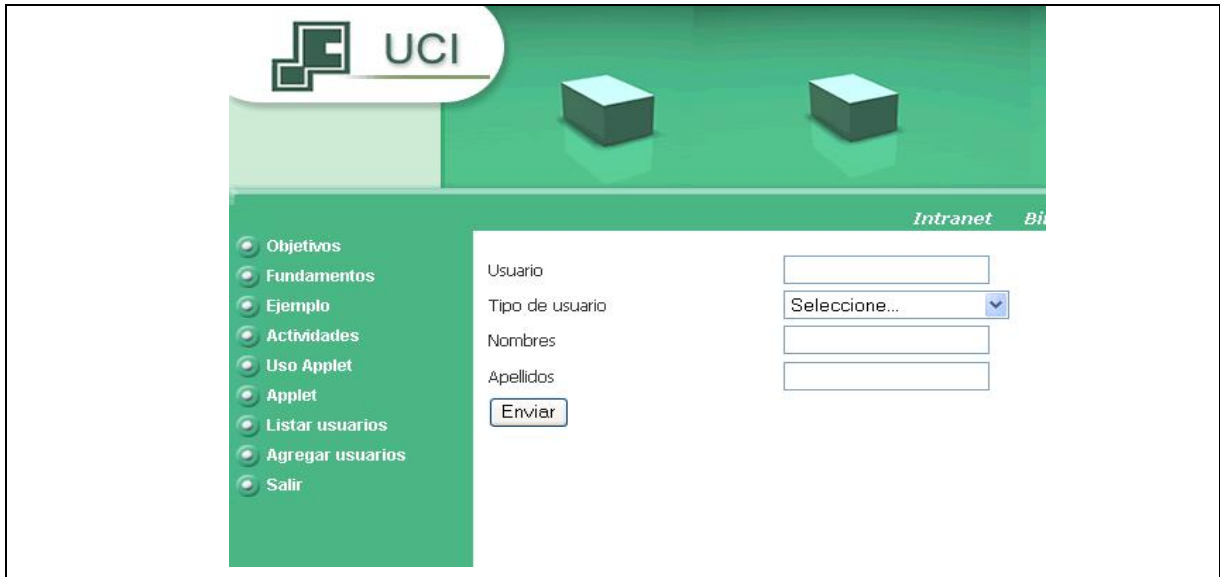 UCI
Intranet
Objetivos
Fundamentos
Ejemplo
Actividades
Uso Applet
Applet
Listar usuarios
Agregar usuarios
Salir
Usuario
Tipo de usuario Seleccione...
Nombres
Apellidos
Enviar